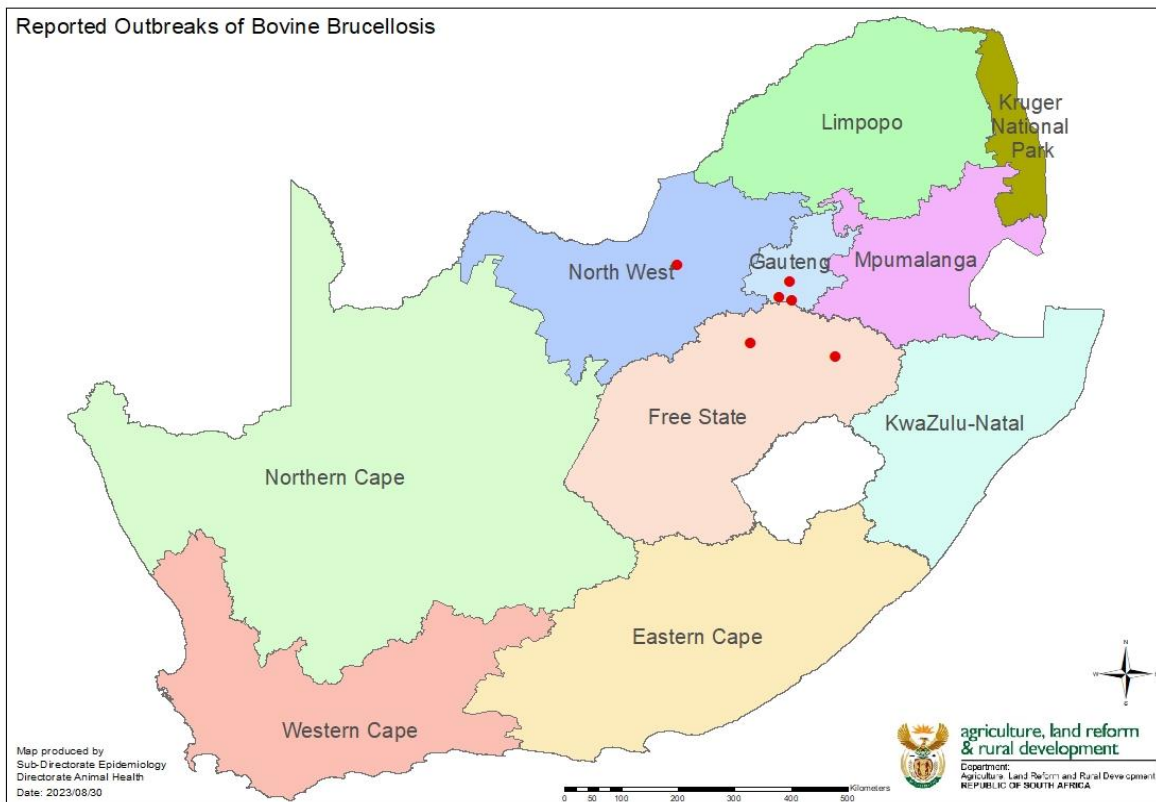 Reported Outbreaks of Bovine Brucellosis
Limpopo
Kruger
National
Park
North West
Gauteng
Mpumalanga
Free State
KwaZulu-Natal
Northern Cape
Eastern Cape
Western Cape
N
W
S
Map produced by
Sub-Directorate Epidemiology
Directorate Animal Health
Date: 2023/08/30
0 50 100 200 300 400 500
Kilometers
agriculture, land reform
& rural development
Department:
Agriculture, Land Reform and Rural Development
REPUBLIC OF SOUTH AFRICA